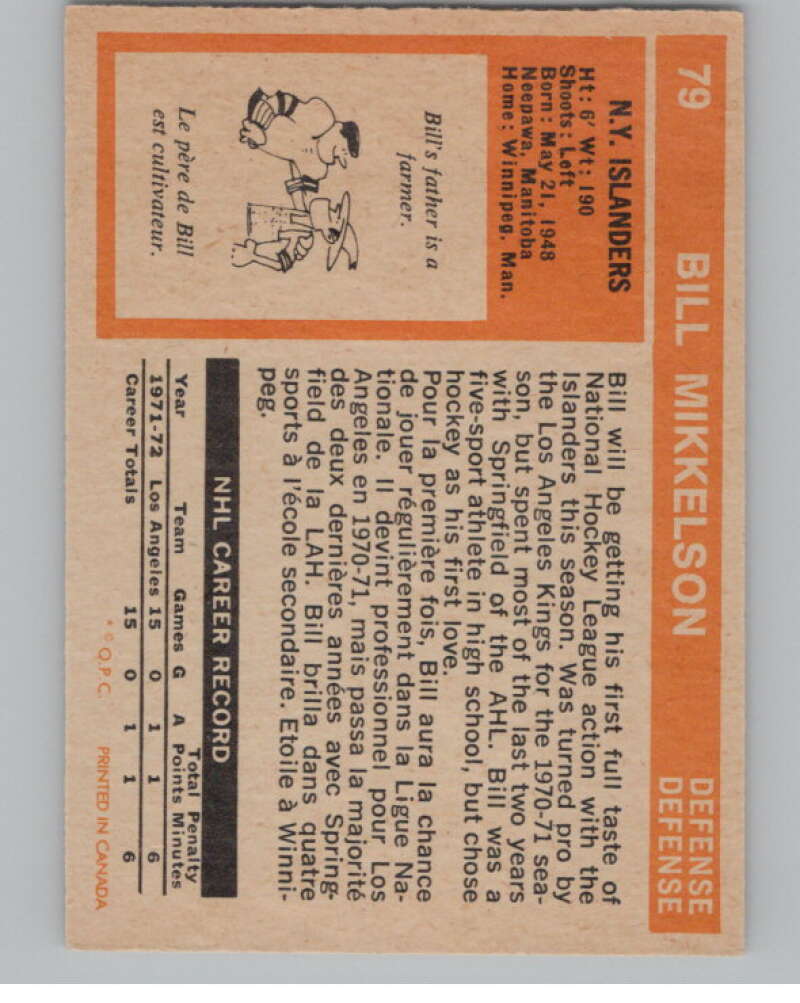 79 BILL MIKKELSON DEFENSE
DEFENSE
N.Y. ISLANDERS
Ht: 6' Wt: 190
Shoots: Left
Born: May 21, 1948
Neepawa, Manitoba
Home: Winnipeg, Man.
Bill's father is a
farmer.
Le père de Bill
est cultivateur.
Bill will be getting his first full taste of
National Hockey League action with the
Islanders this season. Was turned pro by
the Los Angeles Kings for the 1970-71 sea-
son, but spent most of the last two years
with Springfield of the AHL. Bill was a
five-sport athlete in high school, but chose
hockey as his first love.
Pour la première fois, Bill aura la chance
de jouer régulièrement dans la Ligue Na-
tionale. Il devint professionnel pour Los
Angeles en 1970-71, mais passa la majorité
des deux dernières années avec Spring-
field de la LAH. Bill brilla dans quatre
sports à l'école secondaire. Etoile à Winni-
peg.
NHL CAREER RECORD
Total Penalty
Year Team Games G A Points Minutes
1971-72 Los Angeles 15 0 1 1 6
Career Totals 15 0 1 1 6
* © O.P.C. PRINTED IN CANADA